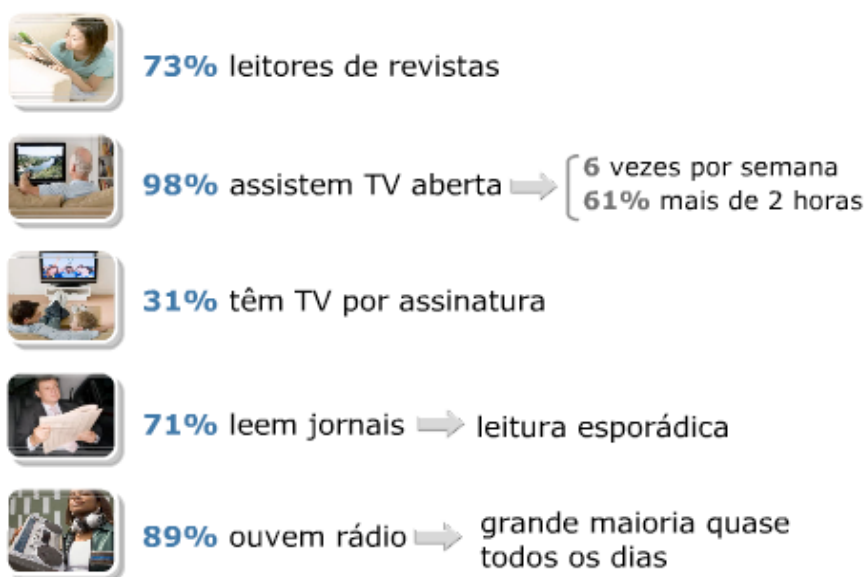 73% leitores de revistas
98% assistem TV aberta
6 vezes por semana
61% mais de 2 horas
31% têm TV por assinatura
71% leem jornais
leitura esporádica
89% ouvem rádio
grande maioria quase
todos os dias